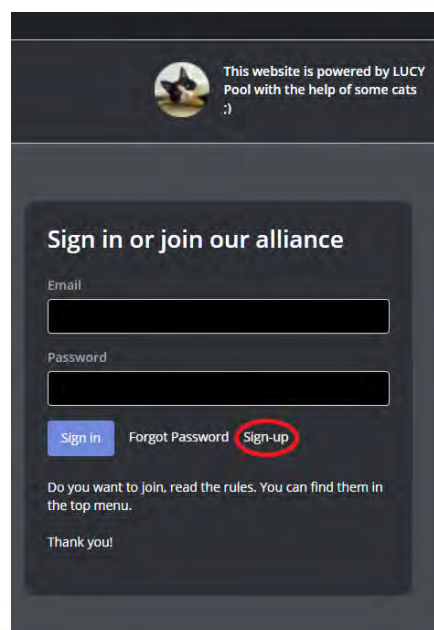 This website is powered by LUCY
Pool with the help of some cats
;)
Sign in or join our alliance
Email
Password
Sign in Forgot Password Sign-up
Do you want to join, read the rules. You can find them in
the top menu.
Thank you!